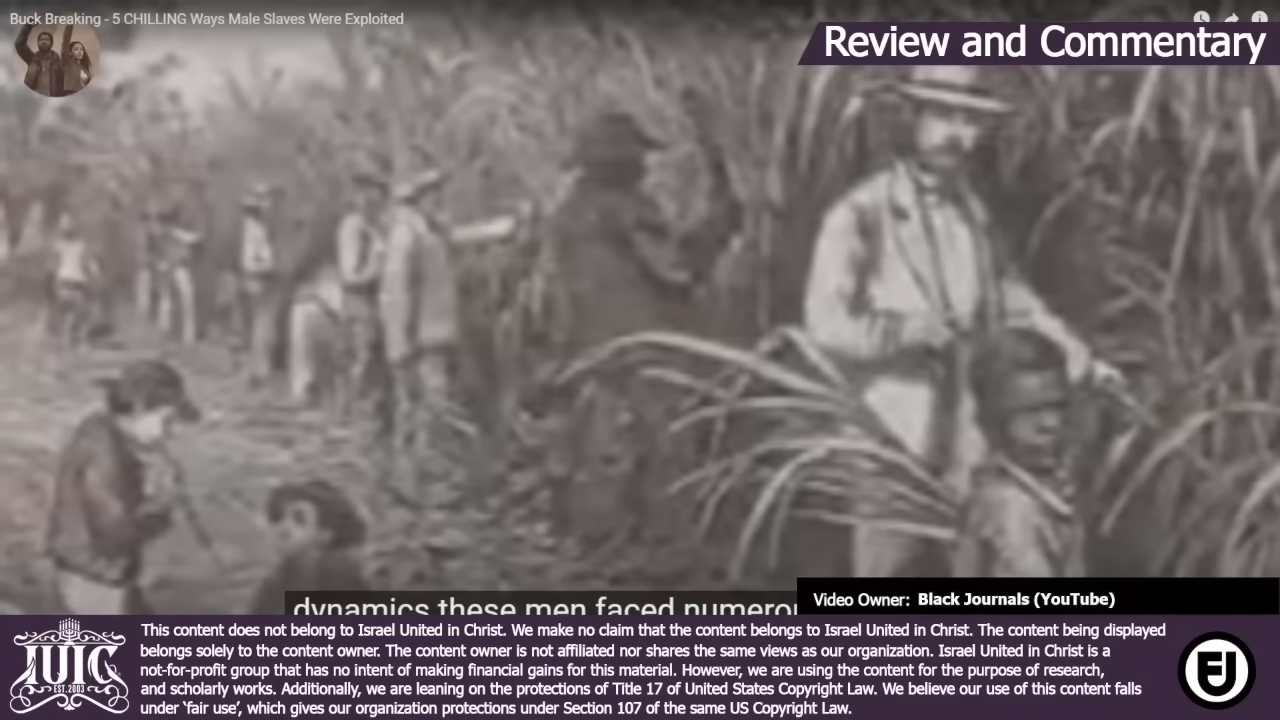 Buck Breaking - 5 CHILLING Ways Male Slaves Were Exploited
Review and Commentary
dynamics these men faced
Video Owner: Black Journals (YouTube)
This content does not belong to Israel United in Christ. We make no claim that the content belongs to Israel United in Christ. The content being displayed
belongs solely to the content owner. The content owner is not affiliated nor shares the same views as our organization. Israel United in Christ is a
not-for-profit group that has no intent of making financial gains for this material. However, we are using the content for the purpose of research,
and scholarly works. Additionally, we are leaning on the protections of Title 17 of United States Copyright Law. We believe our use of this content falls
under 'fair use', which gives our organization protections under Section 107 of the same US Copyright Law.
IUIC
EST. 2003